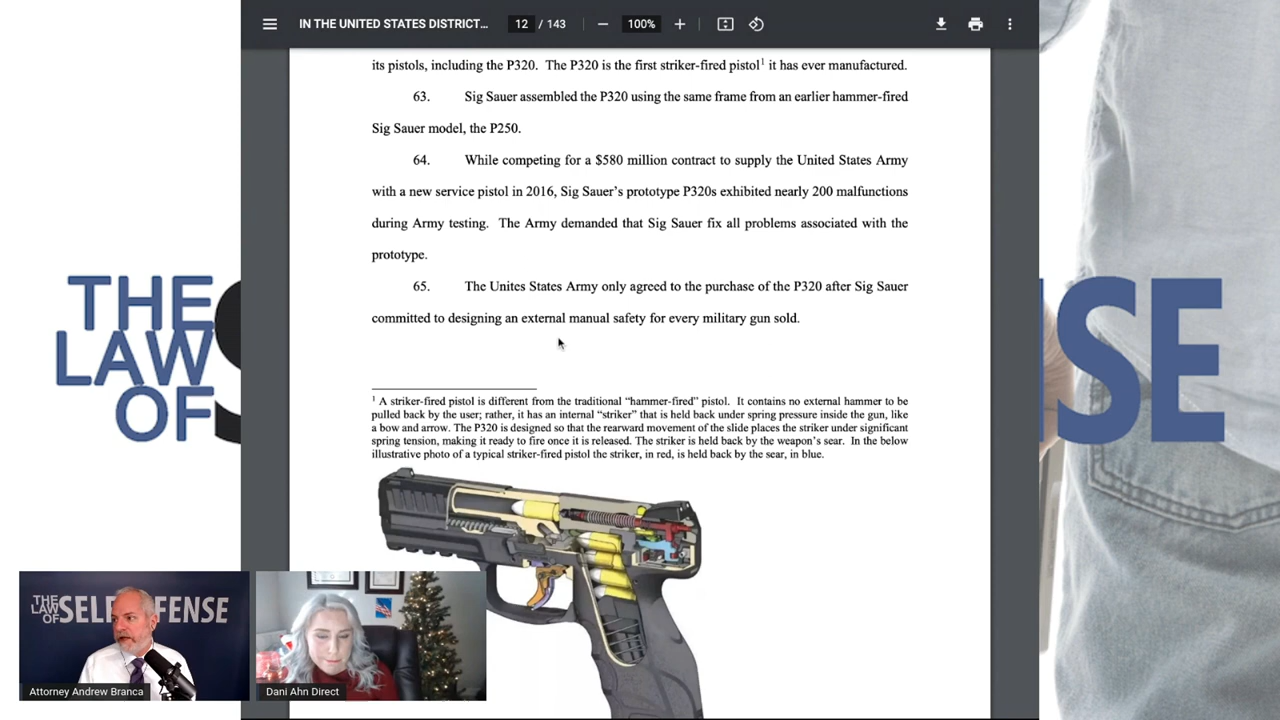 IN THE UNITED STATES DISTRICT...
12 / 143
100%
its pistols, including the P320. The P320 is the first striker-fired pistol1 it has ever manufactured.
63. Sig Sauer assembled the P320 using the same frame from an earlier hammer-fired
Sig Sauer model, the P250.
64. While competing for a $580 million contract to supply the United States Army
with a new service pistol in 2016, Sig Sauer's prototype P320s exhibited nearly 200 malfunctions
during Army testing. The Army demanded that Sig Sauer fix all problems associated with the
prototype.
65. The Unites States Army only agreed to the purchase of the P320 after Sig Sauer
committed to designing an external manual safety for every military gun sold.
1 A striker-fired pistol is different from the traditional "hammer-fired" pistol. It contains no external hammer to be
pulled back by the user; rather, it has an internal "striker" that is held back under spring pressure inside the gun, like
a bow and arrow. The P320 is designed so that the rearward movement of the slide places the striker under significant
spring tension, making it ready to fire once it is released. The striker is held back by the weapon's sear. In the below
illustrative photo of a typical striker-fired pistol the striker, in red, is held back by the sear, in blue.
THE
LAW
OF
S
NSE
THE
LAW
OF
SELF
FENSE
Attorney Andrew Branca
Dani Ahn Direct